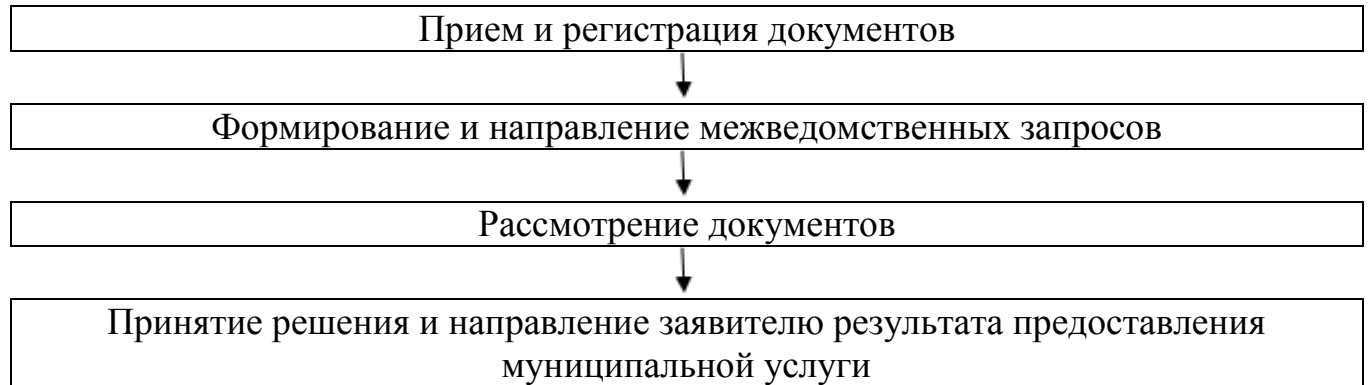 Прием и регистрация документов
Формирование и направление межведомственных запросов
Рассмотрение документов
Принятие решения и направление заявителю результата предоставления
муниципальной услуги